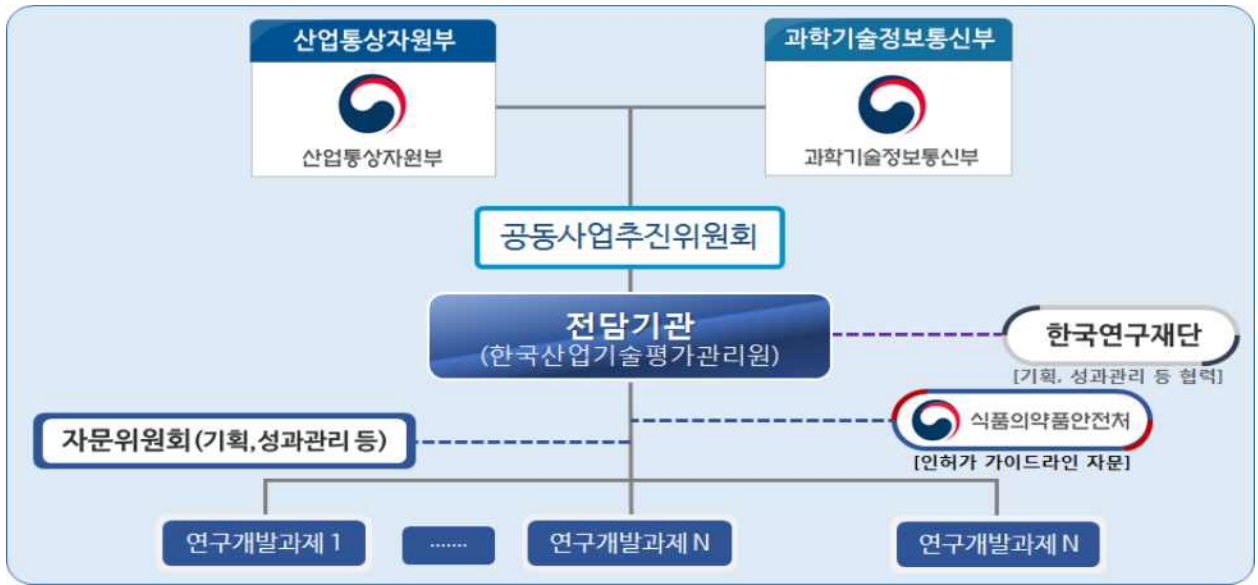 산업통상자원부
과학기술정보통신부
산업통상자원부
과학기술정보통신부
공동사업추진위원회
전담기관
(한국산업기술평가관리원)
한국연구재단
[기획, 성과관리 등 협력]
자문위원회(기획,성과관리 등)
식품의약품안전처
[인허가 가이드라인 자문]
연구개발과제 1
.......
연구개발과제 N
연구개발과제 N